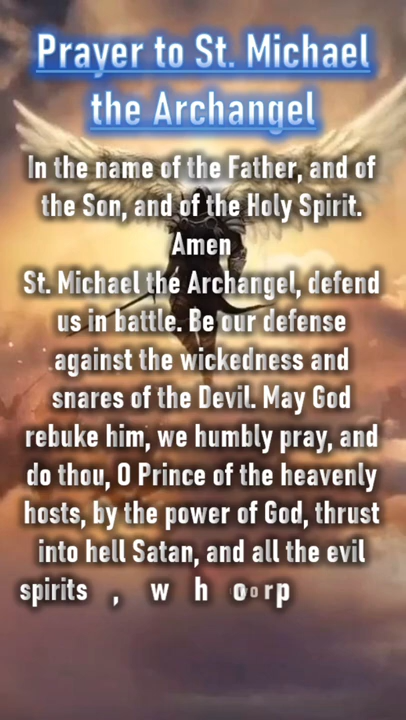 Prayer to St. Michael
the Archangel
In the name of the Father, and of
the Son, and of the Holy Spirit.
Amen
St. Michael the Archangel, defend
us in battle. Be our defense
against the wickedness and
snares of the Devil. May God
rebuke him, we humbly pray, and
do thou, O Prince of the heavenly
hosts, by the power of God, thrust
into hell Satan, and all the evil
spirits ,